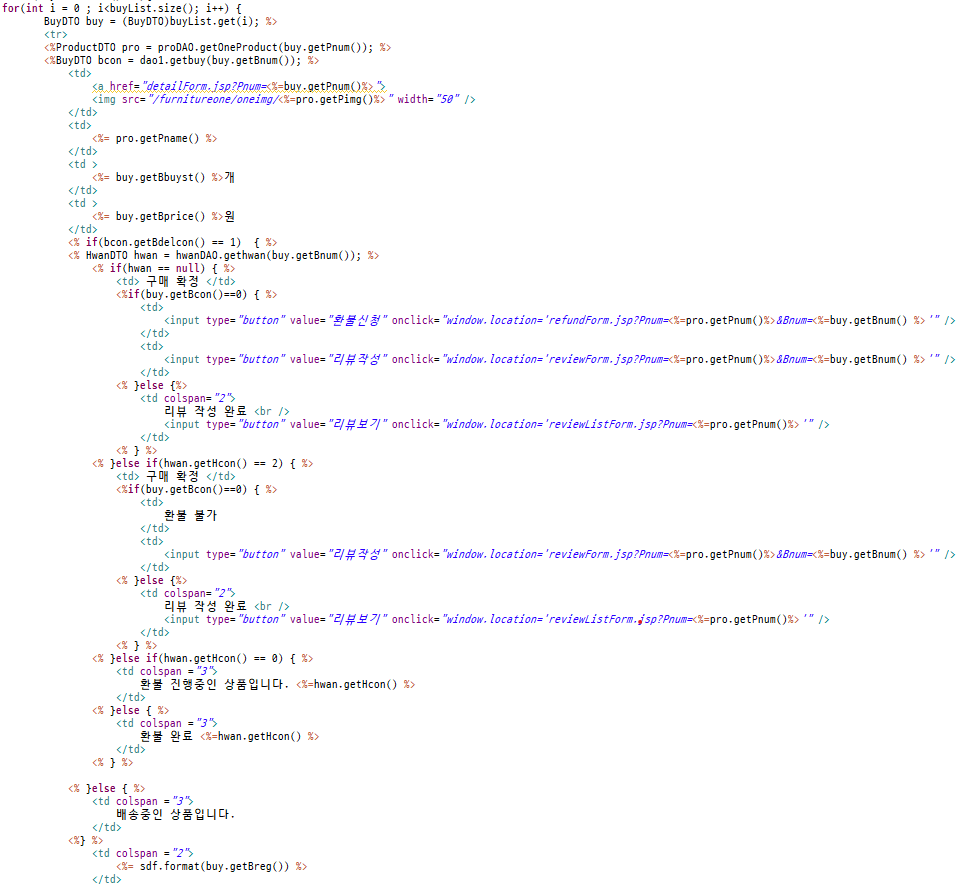 for(int i = 0 ; i<buyList.size(); i++) {
BuyDTO buy = (BuyDTO)buyList.get(i); %>
<tr>
<%ProductDTO pro = proDAO.getOneProduct(buy.getPnum()); %>
<%BuyDTO bcon = dao1.getbuy(buy.getBnum()); %>
<td>
<a href="detailForm.jsp?Pnum=<%=buy.getPnum()%>">
<img src="/furnitureone/oneimg/<%=pro.getPimg()%>" width="50" />
</td>
<td>
<%= pro.getPname() %>
</td>
<td >
<%= buy.getBbuyst() %>개
</td>
<td >
<%= buy.getBprice() %>원
</td>
<% if(bcon.getBdelcon() == 1)  { %>
<% HwanDTO hwan = hwanDAO.gethwan(buy.getBnum()); %>
<% if(hwan == null) { %>
<td> 구매 확정 </td>
<%if(buy.getBcon()==0) { %>
<td>
<input type="button" value="환불신청" onclick="window.location='refundForm.jsp?Pnum=<%=pro.getPnum()%>&Bnum=<%=buy.getBnum() %>'" />
</td>
<td>
<input type="button" value="리뷰작성" onclick="window.location='reviewForm.jsp?Pnum=<%=pro.getPnum()%>&Bnum=<%=buy.getBnum() %>'" />
</td>
<% }else {%>
<td colspan="2">
리뷰 작성 완료 <br />
<input type="button" value="리뷰보기" onclick="window.location='reviewListForm.jsp?Pnum=<%=pro.getPnum()%>'" />
</td>
<% } %>
<% }else if(hwan.getHcon() == 2) { %>
<td> 구매 확정 </td>
<%if(buy.getBcon()==0) { %>
<td>
환불 불가
</td>
<td>
<input type="button" value="리뷰작성" onclick="window.location='reviewForm.jsp?Pnum=<%=pro.getPnum()%>&Bnum=<%=buy.getBnum() %>'" />
</td>
<% }else {%>
<td colspan="2">
리뷰 작성 완료 <br />
<input type="button" value="리뷰보기" onclick="window.location='reviewListForm.jsp?Pnum=<%=pro.getPnum()%>'" />
</td>
<% } %>
<% }else if(hwan.getHcon() == 0) { %>
<td colspan ="3">
환불 진행중인 상품입니다. <%=hwan.getHcon() %>
</td>
<% }else { %>
<td colspan ="3">
환불 완료 <%=hwan.getHcon() %>
</td>
<% } %>
<% }else { %>
<td colspan ="3">
배송중인 상품입니다.
</td>
<%} %>
<td colspan ="2">
<%= sdf.format(buy.getBreg()) %>
</td>